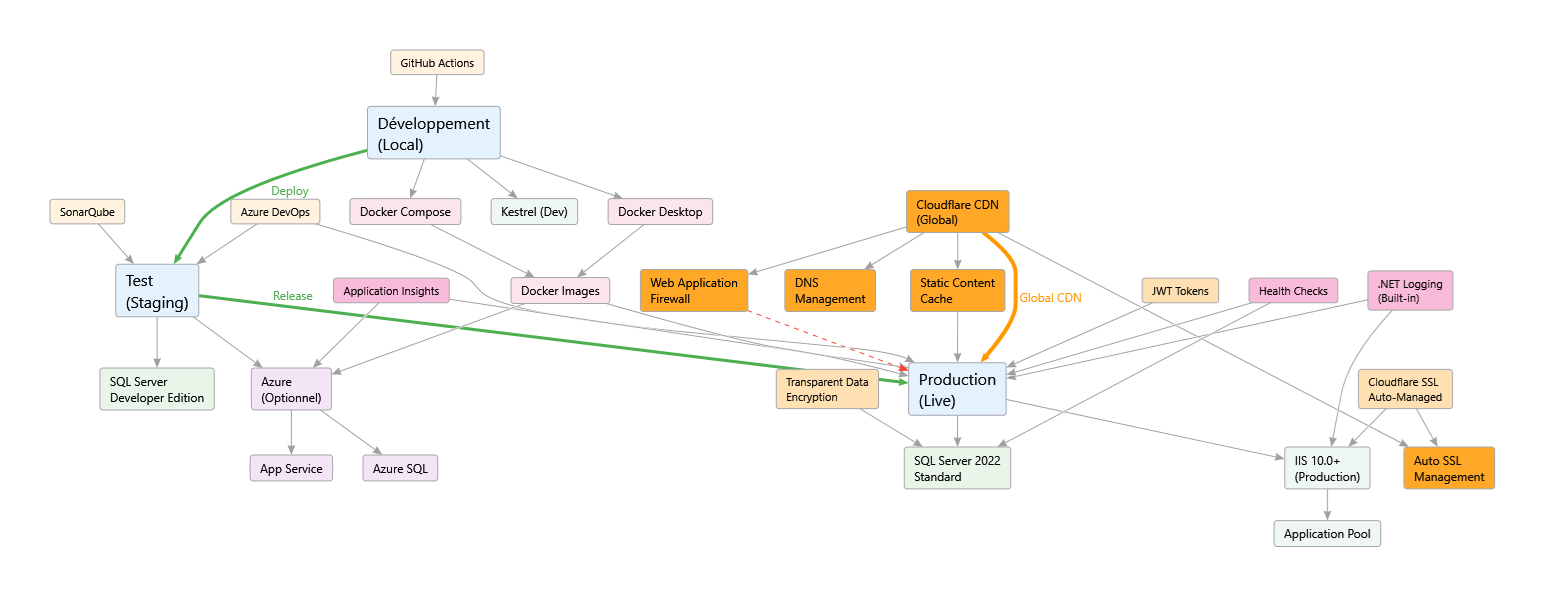 GitHub Actions
Développement
(Local)
Deploy
SonarQube
Azure DevOps
Docker Compose
Kestrel (Dev)
Docker Desktop
Cloudflare CDN
(Global)
Test
(Staging)
Release
Application Insights
Docker Images
Web Application
Firewall
DNS
Management
Static Content
Cache
Global CDN
JWT Tokens
Health Checks
.NET Logging
(Built-in)
SQL Server
Developer Edition
Azure
(Optionnel)
Transparent Data
Encryption
Production
(Live)
Cloudflare SSL
Auto-Managed
App Service
Azure SQL
SQL Server 2022
Standard
IIS 10.0+
(Production)
Auto SSL
Management
Application Pool